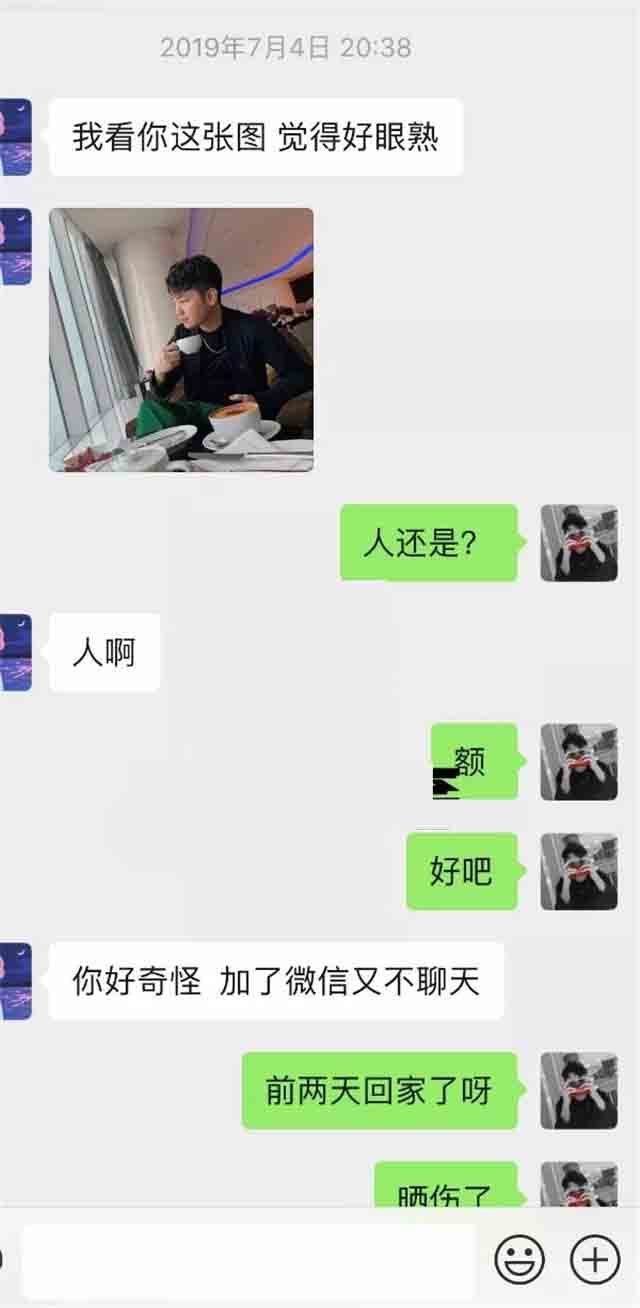 2019年7月4日 20:38
我看你这张图 觉得好眼熟
人还是？
人啊
额
好吧
你好奇怪 加了微信又不聊天
前两天回家了呀
晒伤了